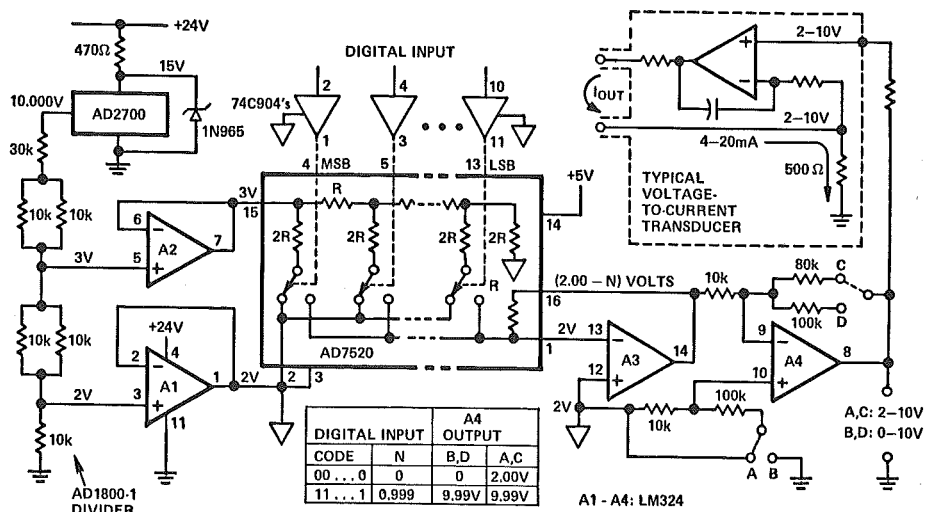 +24V
470Ω
15V
10.000V
AD2700
1N965
30k
10k
10k
3V
10k
10k
2V
10k
AD1800-1
DIVIDER
6
5
A2
7
3V
15
+24V
4
2
3
A1
1
11
2V
DIGITAL INPUT
2
4
10
74C904's
1
3
11
4
MSB
5
13
LSB
R
2R
2R
2R
2R
R
+5V
14
AD7520
2
3
16
1
(2.00 – N) VOLTS
2V
13
12
A3
14
2V
10k
9
10
A4
8
80k
C
100k
D
10k
100k
A
B
A,C: 2–10V
B,D: 0–10V
A1 - A4: LM324
IOUT
+
–
2–10V
2–10V
4–20mA
500 Ω
TYPICAL
VOLTAGE-
TO-CURRENT
TRANSDUCER
DIGITAL INPUT
A4
OUTPUT
CODE N B,D A,C
00 . . . 0 0 0 2.00V
11 . . . 1 0.999 9.99V 9.99V